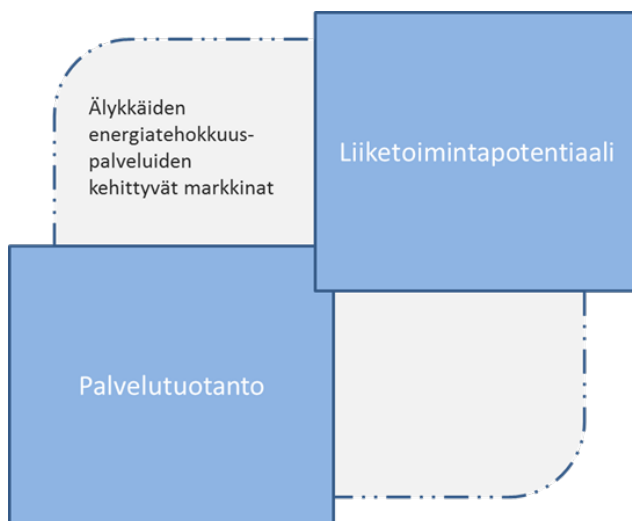 Älykkäiden
energiatehokkuus-
palveluiden
kehittyvät markkinat
Liiketoimintapotentiaali
Palvelutuotanto